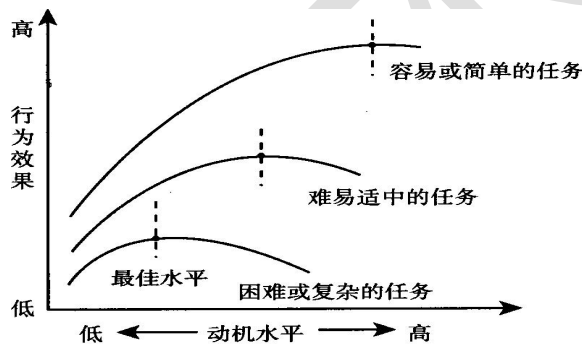 高
容易或简单的任务
行为效果
难易适中的任务
最佳水平
困难或复杂的任务
低
低 动机水平 高